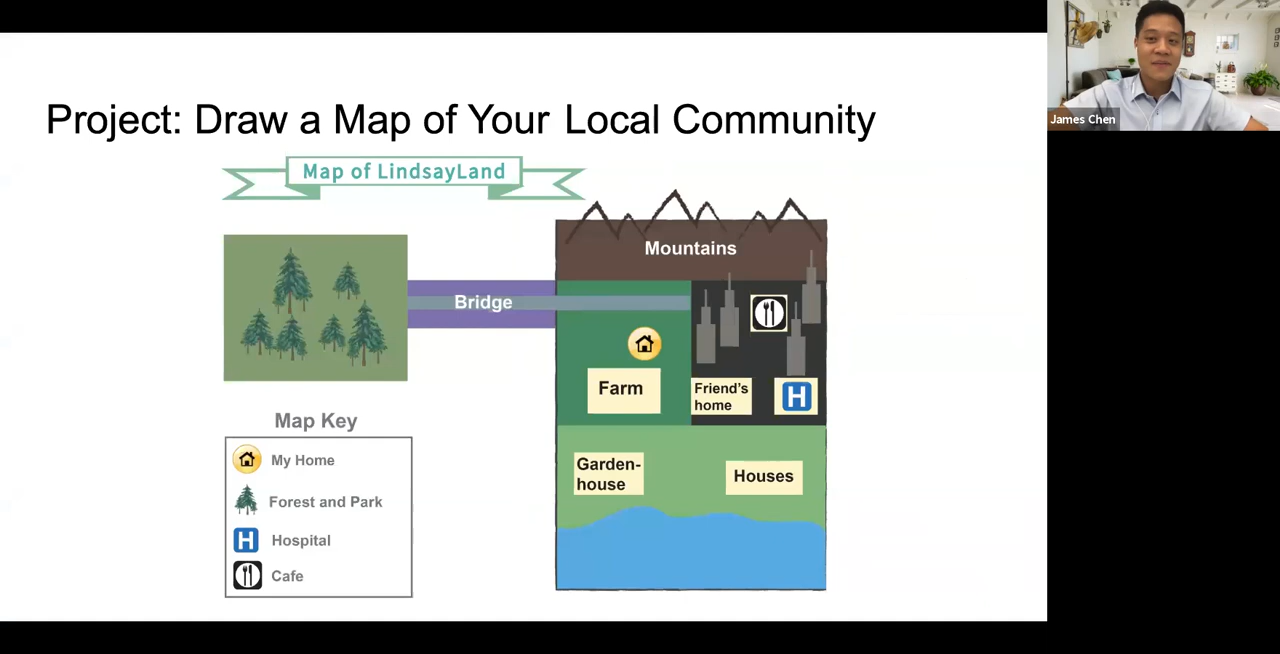 Project: Draw a Map of Your Local Community
James Chen
Map of LindsayLand
Mountains
Bridge
Farm
Friend's
home
H
Garden-
house
Houses
Map Key
My Home
Forest and Park
H
Hospital
Cafe